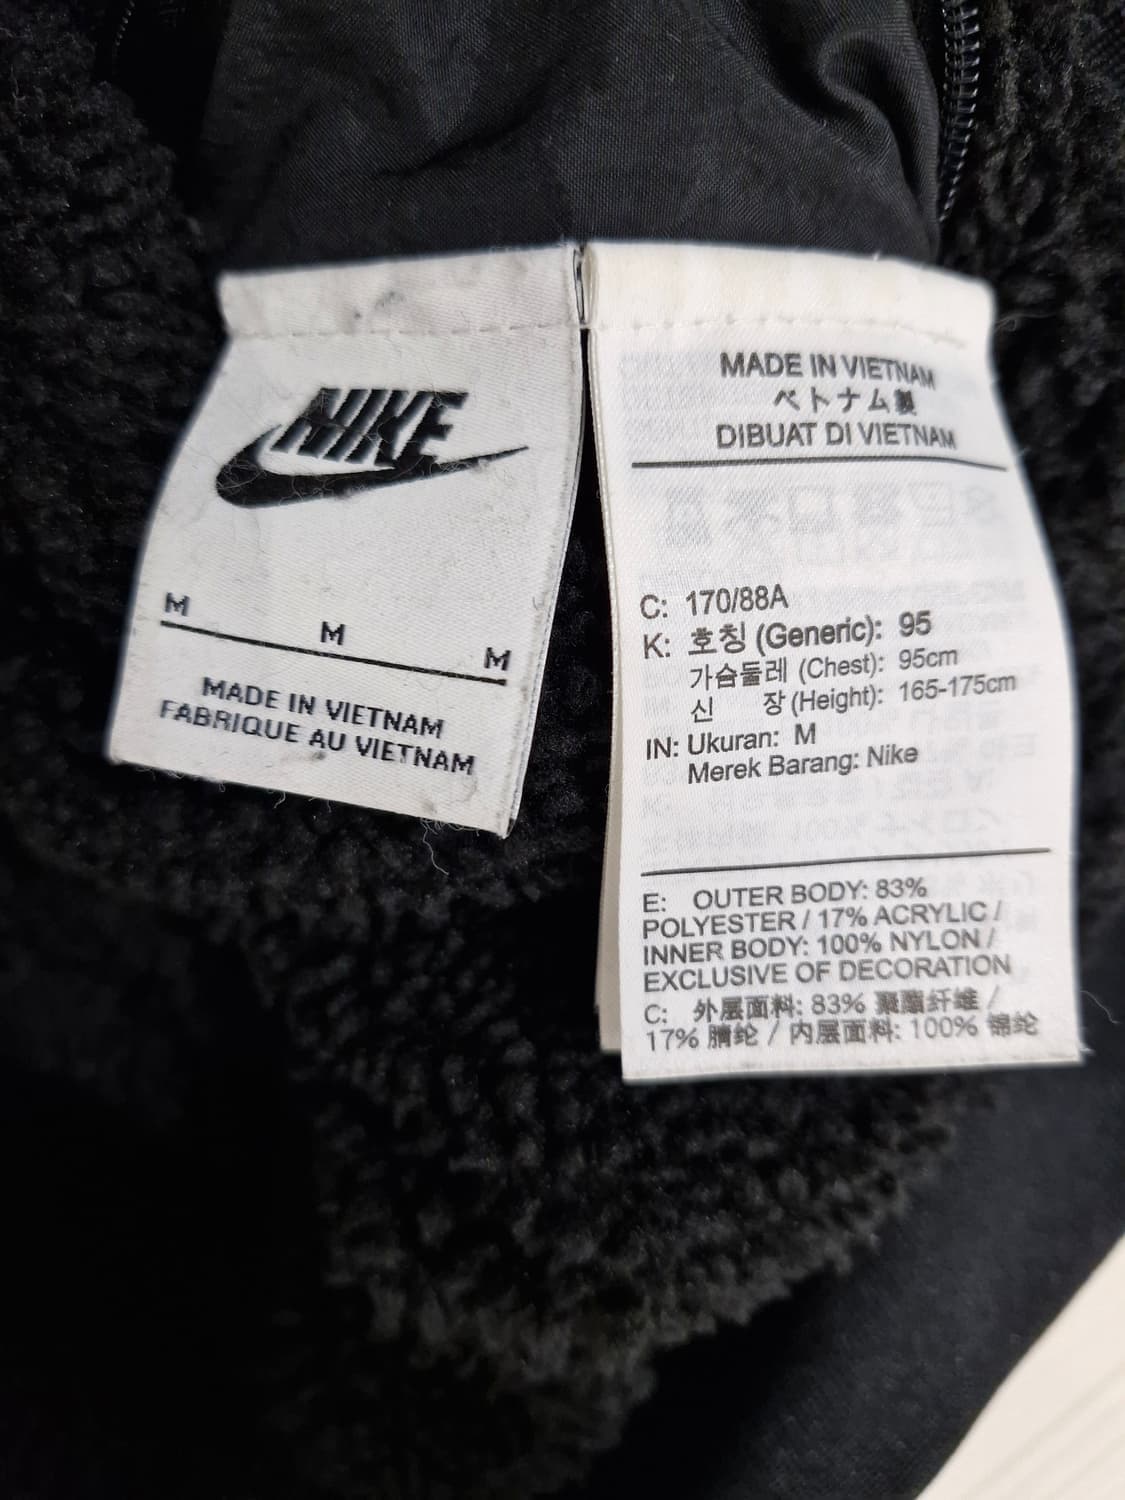 NIKE
M
M
M
MADE IN VIETNAM
FABRIQUE AU VIETNAM
MADE IN VIETNAM
ベトナム製
DIBUAT DI VIETNAM
C: 170/88A
K: 호칭 (Generic): 95
가슴둘레 (Chest): 95cm
신 장 (Height): 165-175cm
IN: Ukuran: M
Merek Barang: Nike
E: OUTER BODY: 83%
POLYESTER / 17% ACRYLIC /
INNER BODY: 100% NYLON /
EXCLUSIVE OF DECORATION
C: 外层面料: 83% 聚酯纤维 /
17% 腈纶 / 内层面料: 100% 锦纶